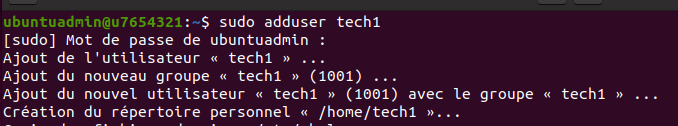 ubuntuadmin@u7654321:~$ sudo adduser tech1
[sudo] Mot de passe de ubuntuadmin :
Ajout de l'utilisateur « tech1 » ...
Ajout du nouveau groupe « tech1 » (1001) ...
Ajout du nouvel utilisateur « tech1 » (1001) avec le groupe « tech1 » ...
Création du répertoire personnel « /home/tech1 »...